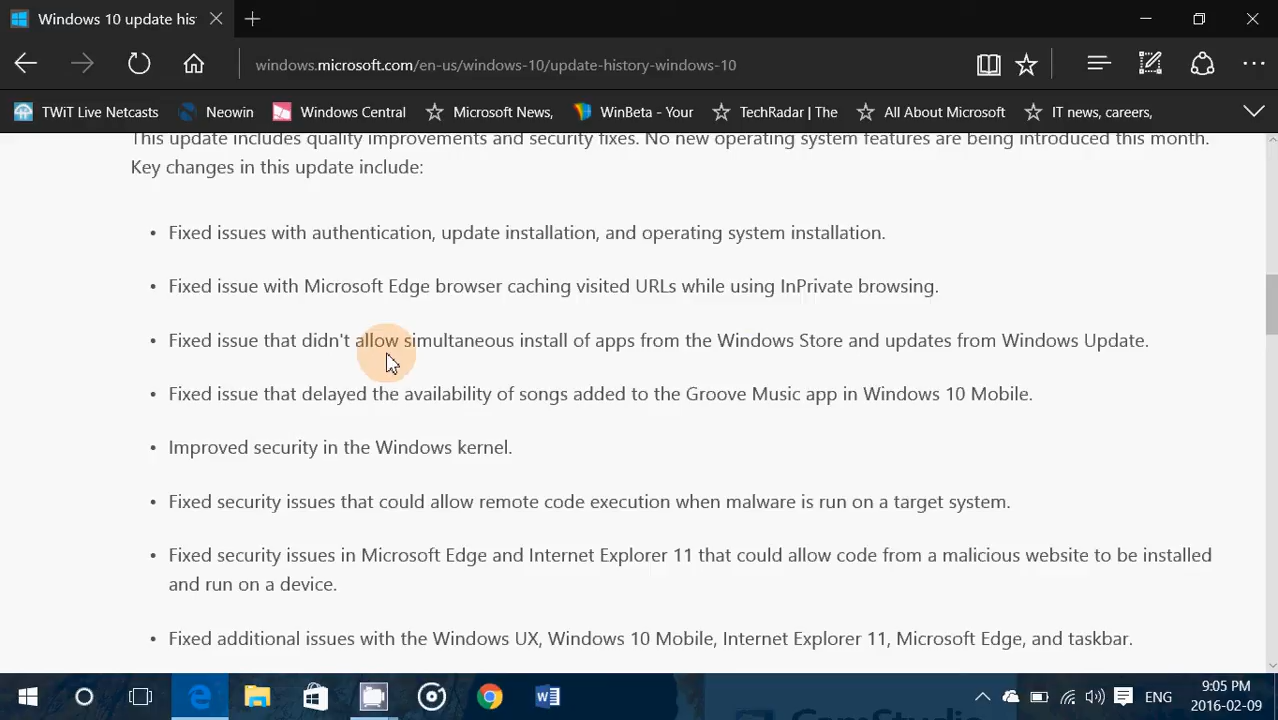 Windows 10 update his
windows.microsoft.com/en-us/windows-10/update-history-windows-10
TWiT Live Netcasts
Neowin
Windows Central
Microsoft News,
WinBeta - Your
TechRadar | The
All About Microsoft
IT news, careers,
This update includes quality improvements and security fixes. No new operating system features are being introduced this month.
Key changes in this update include:
• Fixed issues with authentication, update installation, and operating system installation.
• Fixed issue with Microsoft Edge browser caching visited URLs while using InPrivate browsing.
• Fixed issue that didn't allow simultaneous install of apps from the Windows Store and updates from Windows Update.
• Fixed issue that delayed the availability of songs added to the Groove Music app in Windows 10 Mobile.
• Improved security in the Windows kernel.
• Fixed security issues that could allow remote code execution when malware is run on a target system.
• Fixed security issues in Microsoft Edge and Internet Explorer 11 that could allow code from a malicious website to be installed
and run on a device.
• Fixed additional issues with the Windows UX, Windows 10 Mobile, Internet Explorer 11, Microsoft Edge, and taskbar.
CamStudio
ENG
9:05 PM
2016-02-09